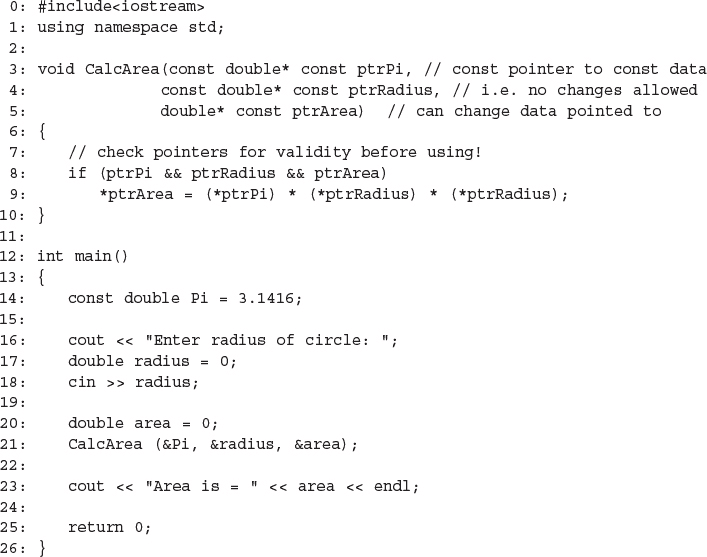 0: #include<iostream>
1: using namespace std;
2:
3: void CalcArea(const double* const ptrPi, // const pointer to const data
4:              const double* const ptrRadius, // i.e. no changes allowed
5:              double* const ptrArea)  // can change data pointed to
6: {
7:    // check pointers for validity before using!
8:    if (ptrPi && ptrRadius && ptrArea)
9:       *ptrArea = (*ptrPi) * (*ptrRadius) * (*ptrRadius);
10: }
11:
12: int main()
13: {
14:    const double Pi = 3.1416;
15:
16:    cout << "Enter radius of circle: ";
17:    double radius = 0;
18:    cin >> radius;
19:
20:    double area = 0;
21:    CalcArea (&Pi, &radius, &area);
22:
23:    cout << "Area is = " << area << endl;
24:
25:    return 0;
26: }